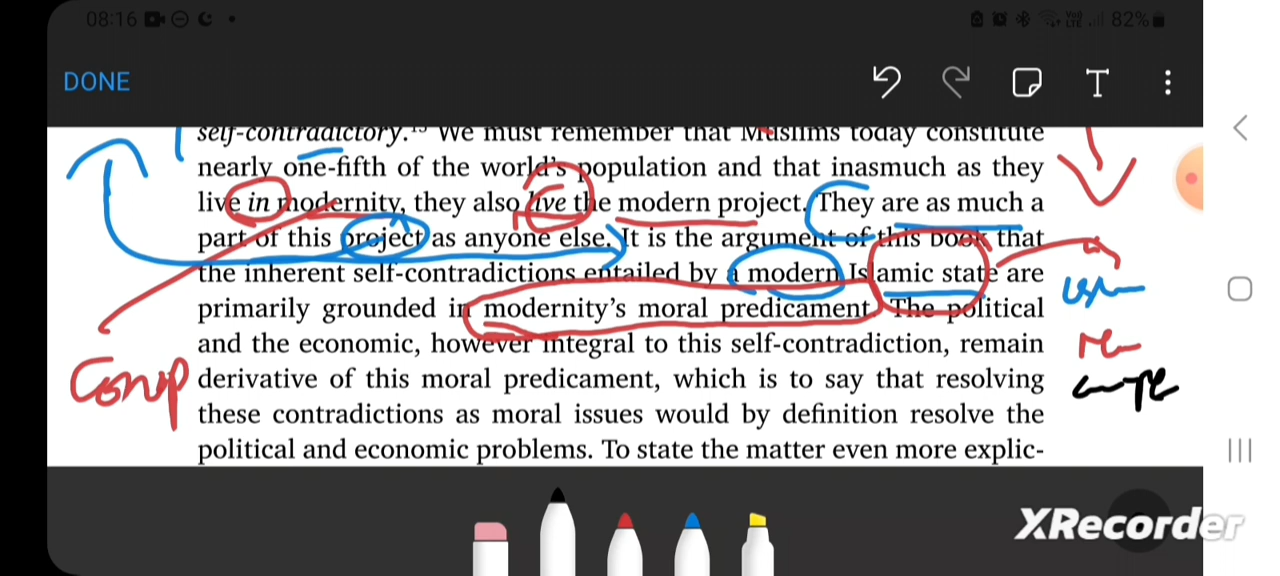 08:16
82%
DONE
T
self-contradictory.¹⁵ We must remember that Muslims today constitute
nearly one-fifth of the world's population and that inasmuch as they
live in modernity, they also live the modern project. They are as much a
part of this project as anyone else. It is the argument of this book that
the inherent self-contradictions entailed by a modern Islamic state are
primarily grounded in modernity's moral predicament. The political
and the economic, however integral to this self-contradiction, remain
Comp
derivative of this moral predicament, which is to say that resolving
these contradictions as moral issues would by definition resolve the
political and economic problems. To state the matter even more explic-
XRecorder